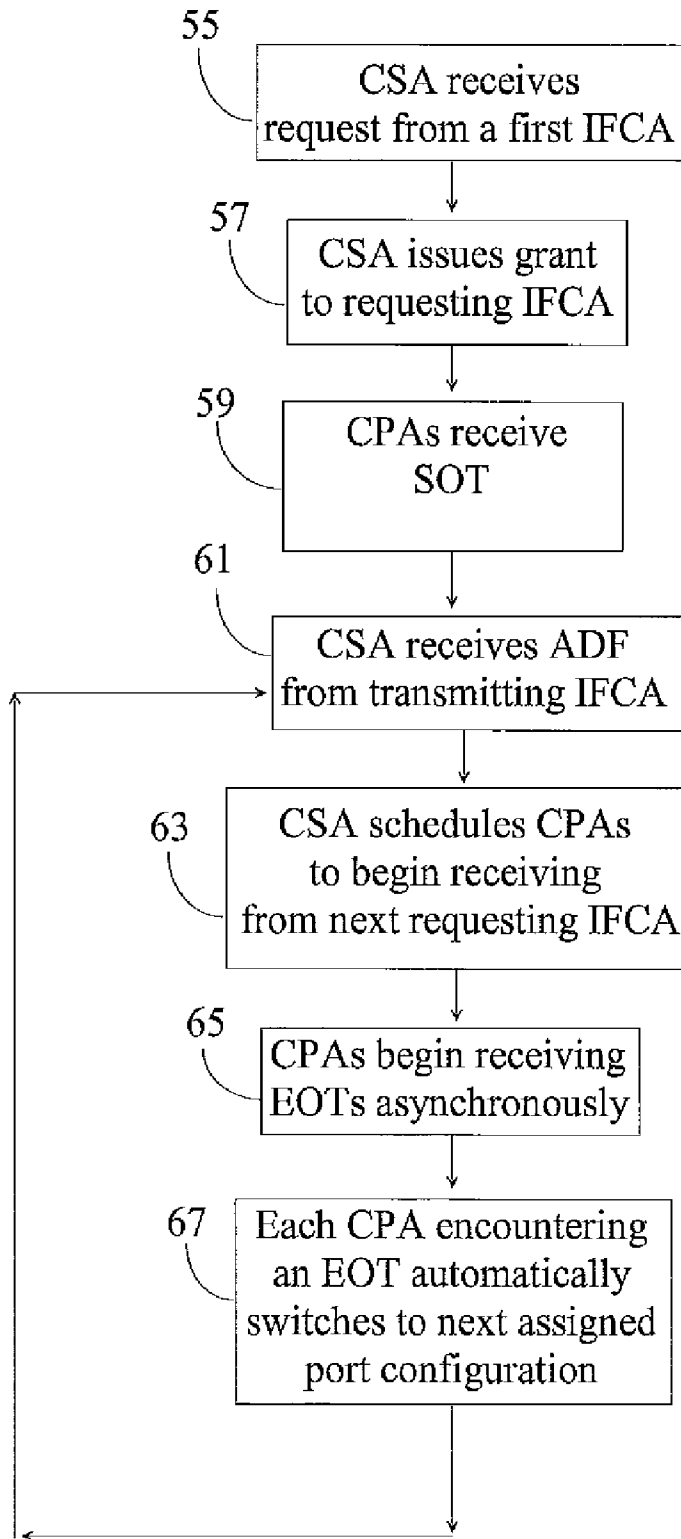 55
CSA receives
request from a first IFCA
57
CSA issues grant
to requesting IFCA
59
CPAs receive
SOT
61
CSA receives ADF
from transmitting IFCA
63
CSA schedules CPAs
to begin receiving
from next requesting IFCA
65
CPAs begin receiving
EOTs asynchronously
67
Each CPA encountering
an EOT automatically
switches to next assigned
port configuration